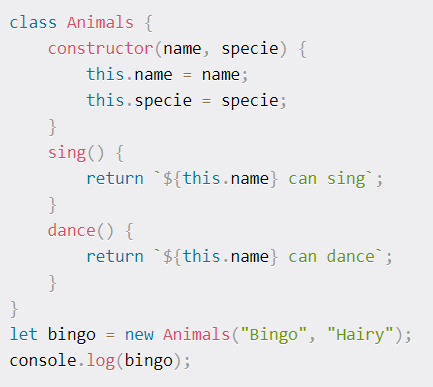 class Animals {
    constructor(name, specie) {
        this.name = name;
        this.specie = specie;
    }
    sing() {
        return `${this.name} can sing`;
    }
    dance() {
        return `${this.name} can dance`;
    }
}
let bingo = new Animals("Bingo", "Hairy");
console.log(bingo);